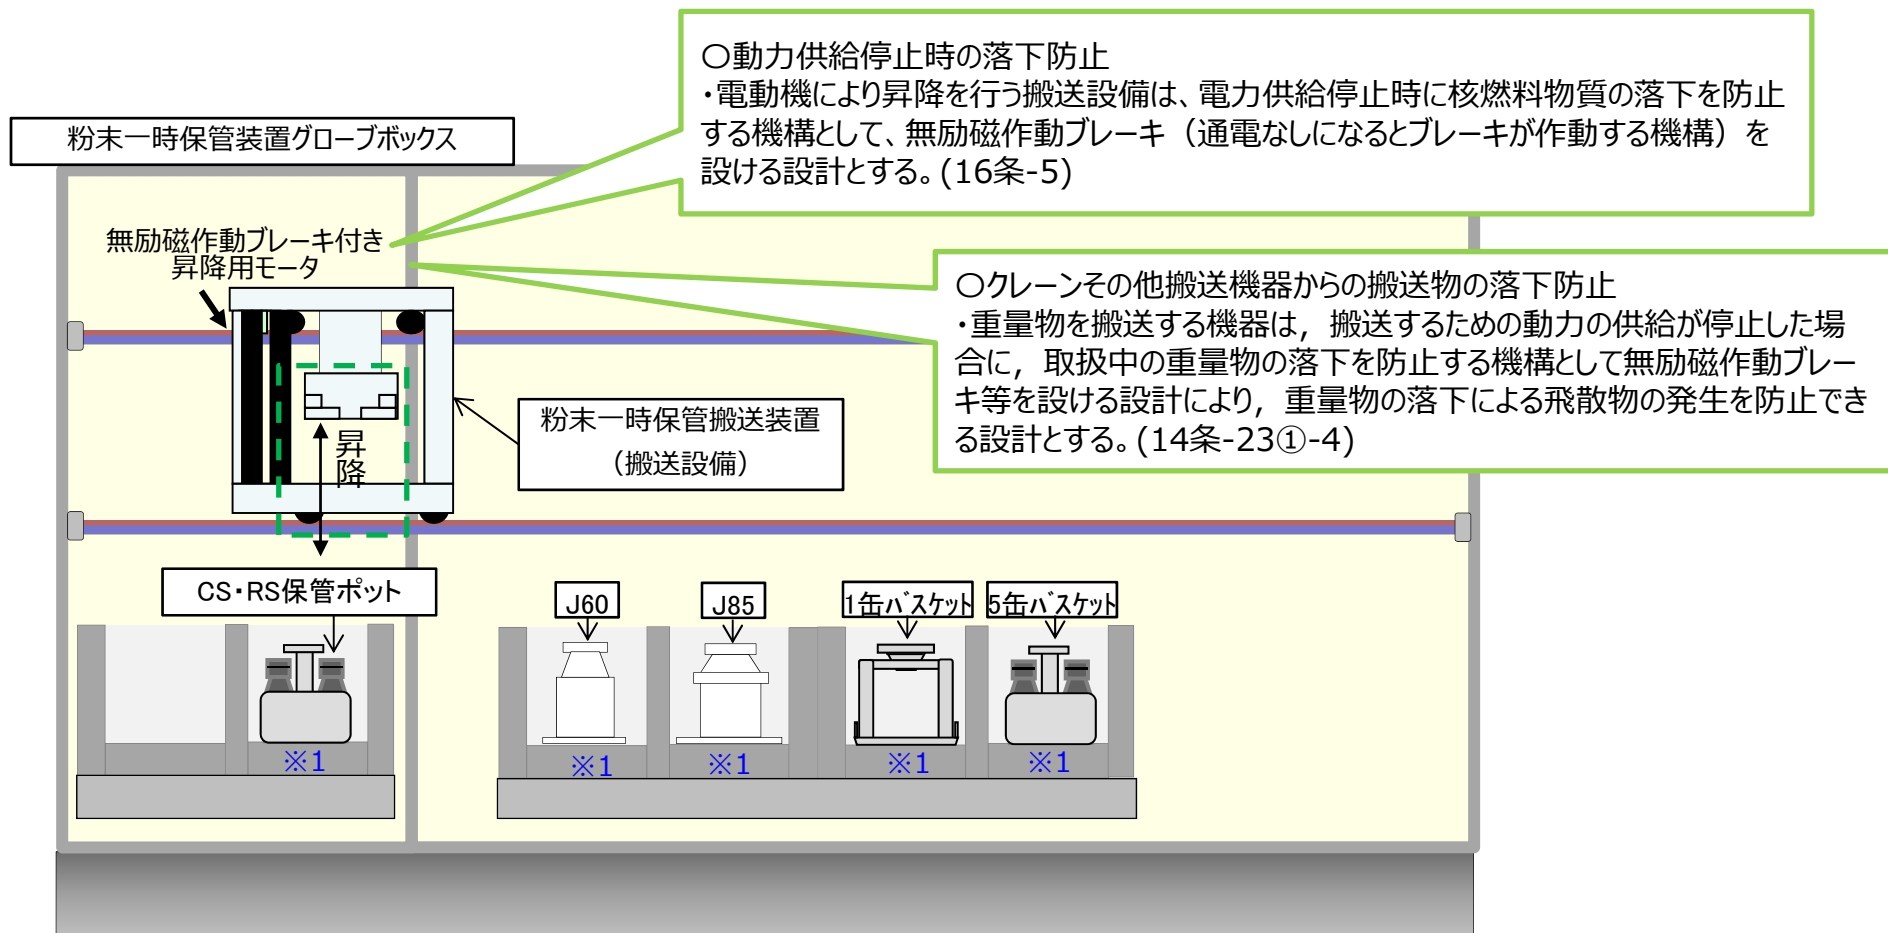 〇動力供給停止時の落下防止
・電動機により昇降を行う搬送設備は、電力供給停止時に核燃料物質の落下を防止
する機構として、無励磁作動ブレーキ（通電なしになるとブレーキが作動する機構）を
設ける設計とする。(16条-5)
粉末一時保管装置グローブボックス
無励磁作動ブレーキ付き
昇降用モータ
〇クレーンその他搬送機器からの搬送物の落下防止
・重量物を搬送する機器は，搬送するための動力の供給が停止した場
合に，取扱中の重量物の落下を防止する機構として無励磁作動ブレー
キ等を設ける設計により，重量物の落下による飛散物の発生を防止でき
る設計とする。(14条-23①-4)
粉末一時保管搬送装置
（搬送設備）
昇降
CS・RS保管ポット
J60
J85
1缶バスケット
5缶バスケット
※1
※1
※1
※1
※1